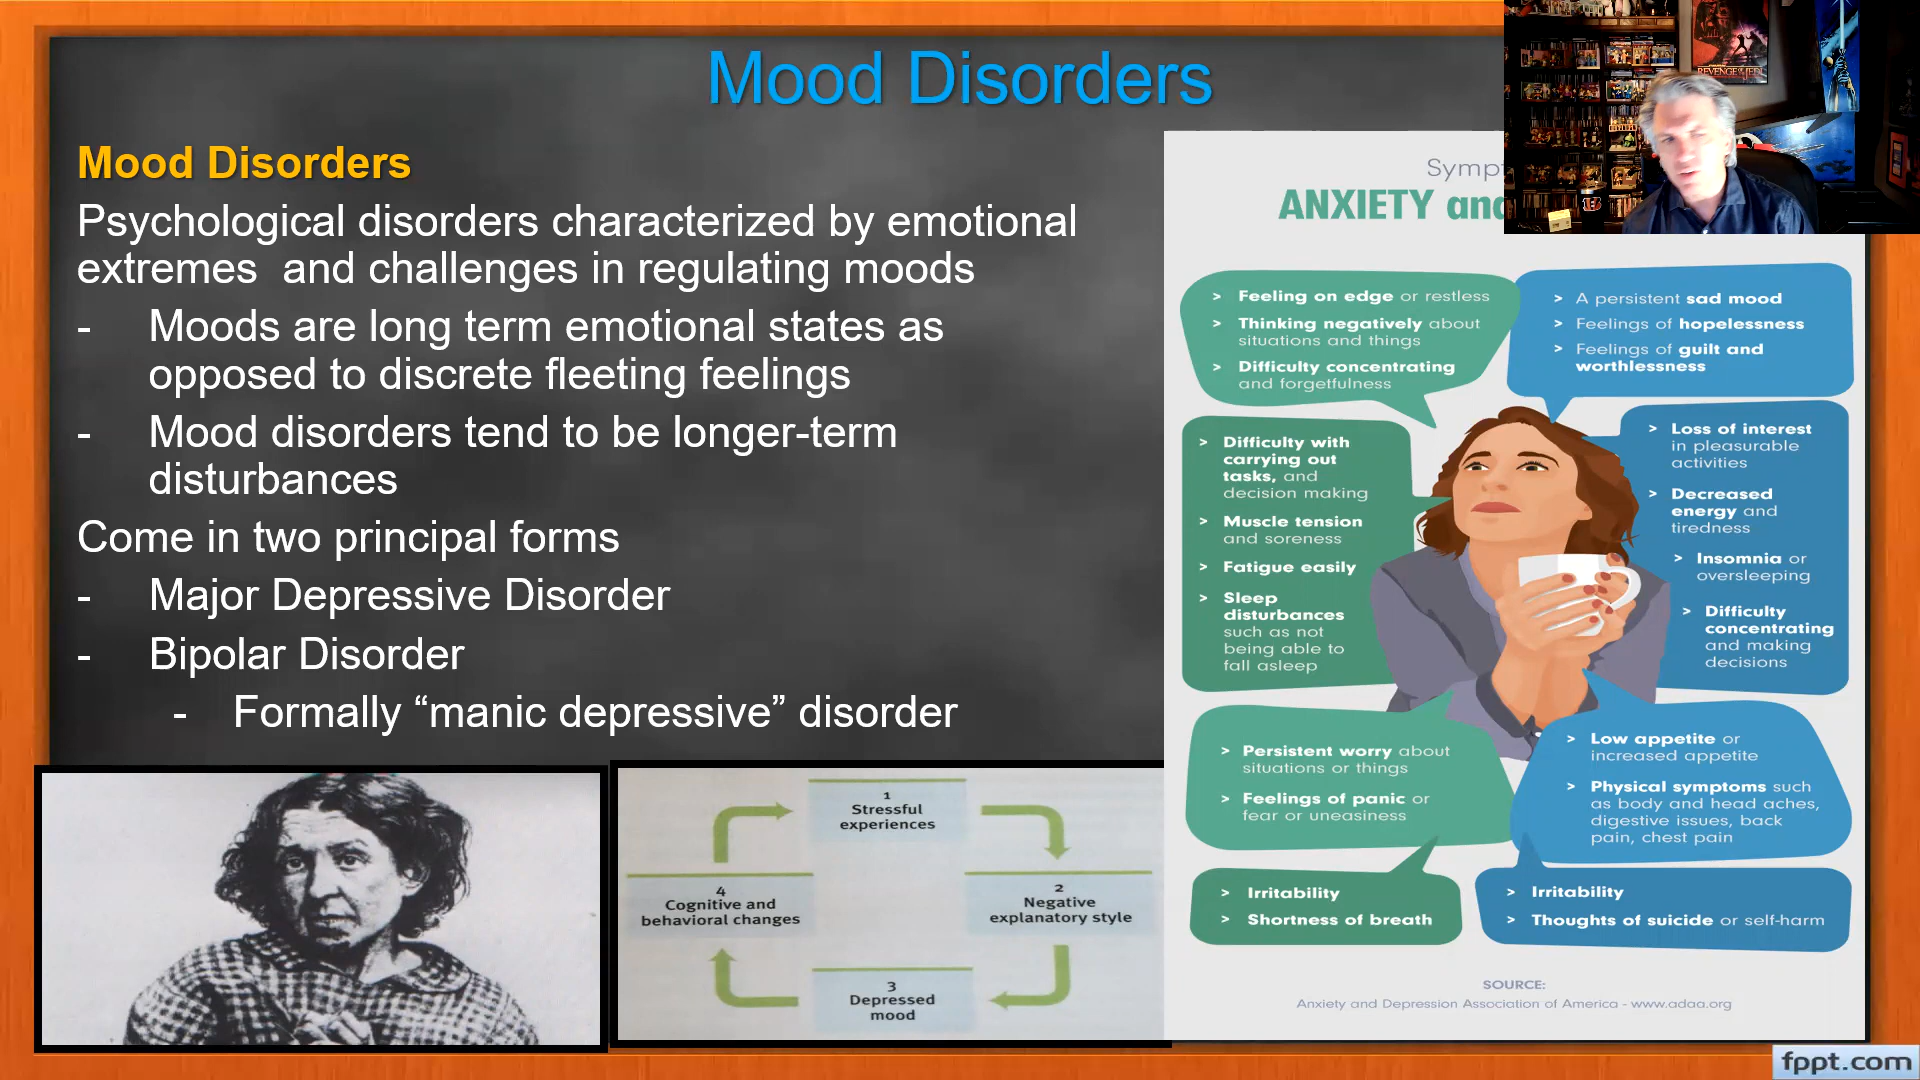 Mood Disorders
Mood Disorders
Psychological disorders characterized by emotional
extremes and challenges in regulating moods
- Moods are long term emotional states as
opposed to discrete fleeting feelings
- Mood disorders tend to be longer-term
disturbances
Come in two principal forms
- Major Depressive Disorder
- Bipolar Disorder
- Formally “manic depressive” disorder
1
Stressful
experiences
2
Negative
explanatory style
3
Depressed
mood
4
Cognitive and
behavioral changes
ANXIETY and
> Feeling on edge or restless
> Thinking negatively about
situations and things
> Difficulty concentrating
and forgetfulness
> Difficulty with
carrying out
tasks, and
decision making
> Muscle tension
and soreness
> Fatigue easily
> Sleep
disturbances
such as not
being able to
fall asleep
> Persistent worry about
situations or things
> Feelings of panic or
fear or uneasiness
> Irritability
> Shortness of breath
> A persistent sad mood
> Feelings of hopelessness
> Feelings of guilt and
worthlessness
> Loss of interest
in pleasurable
activities
> Decreased
energy and
tiredness
> Insomnia or
oversleeping
> Difficulty
concentrating
and making
decisions
> Low appetite or
increased appetite
> Physical symptoms such
as body and head aches,
digestive issues, back
pain, chest pain
> Irritability
> Thoughts of suicide or self-harm
SOURCE:
Anxiety and Depression Association of America - www.adaa.org
REVENGE OF THE JEDI
fppt.com